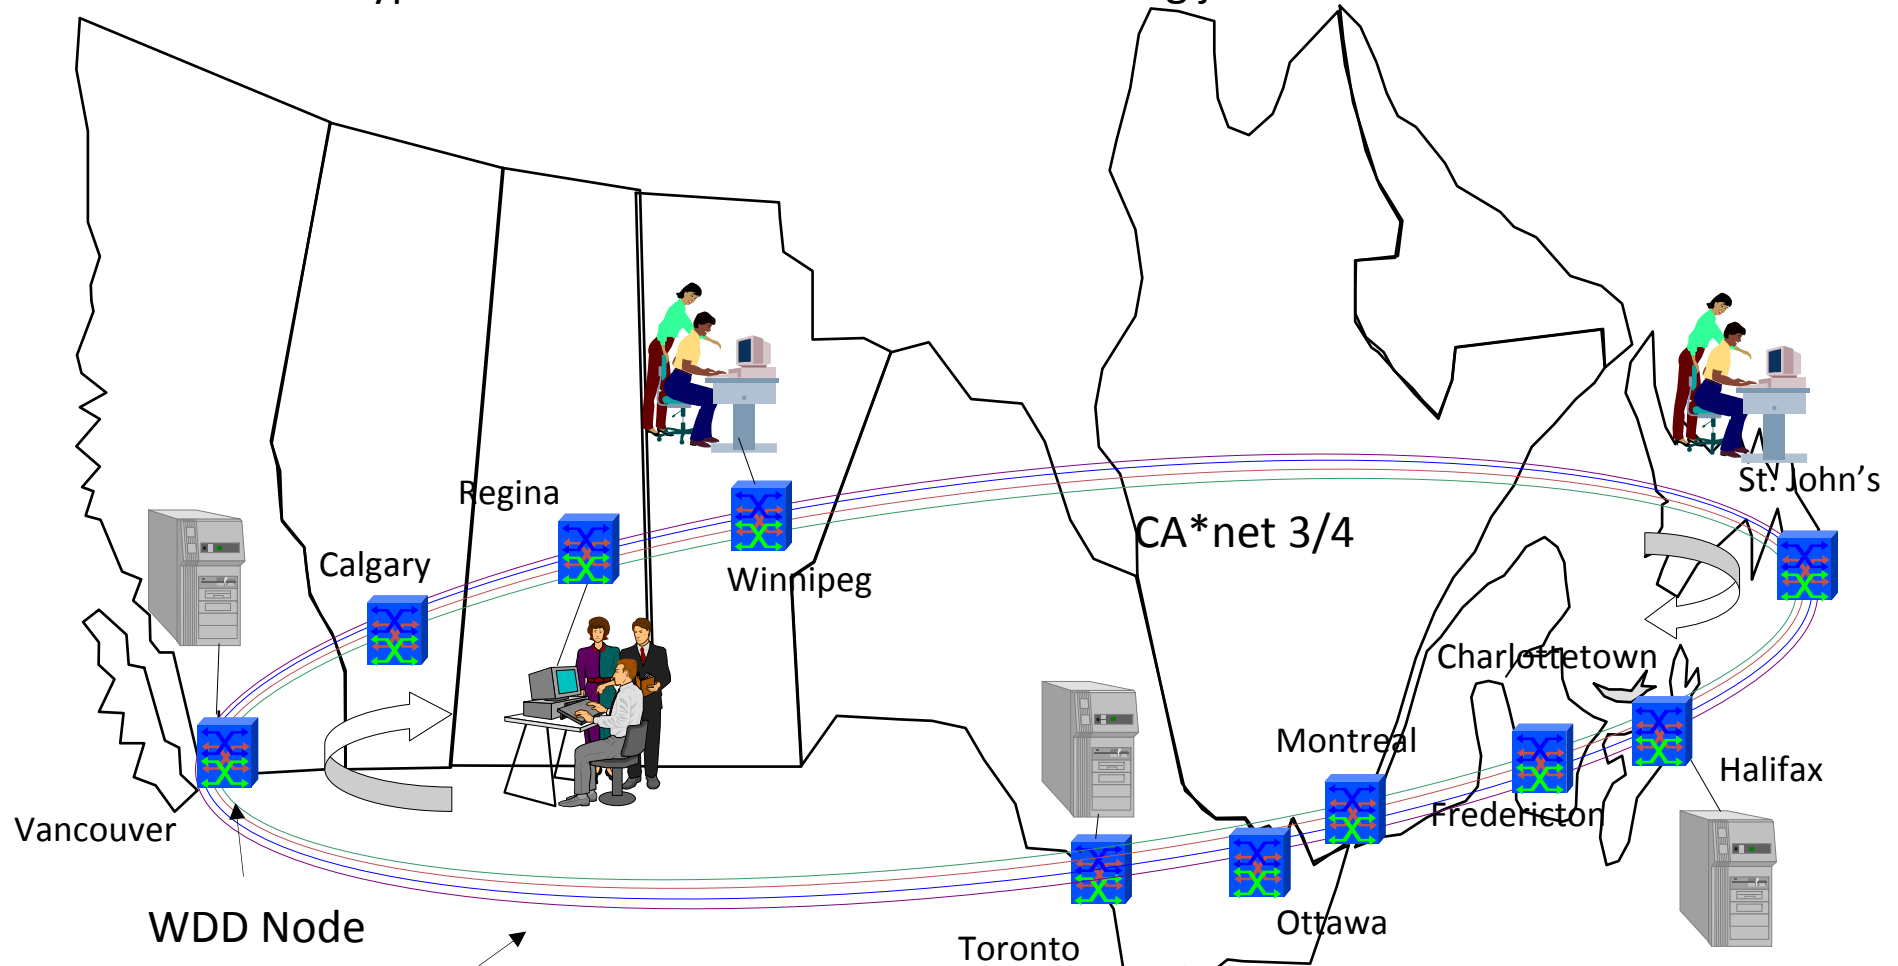 St. John's
Regina
CA*net 3/4
Calgary
Winnipeg
Charlottetown
Montreal
Halifax
Fredericton
Vancouver
WDD Node
Ottawa
Toronto